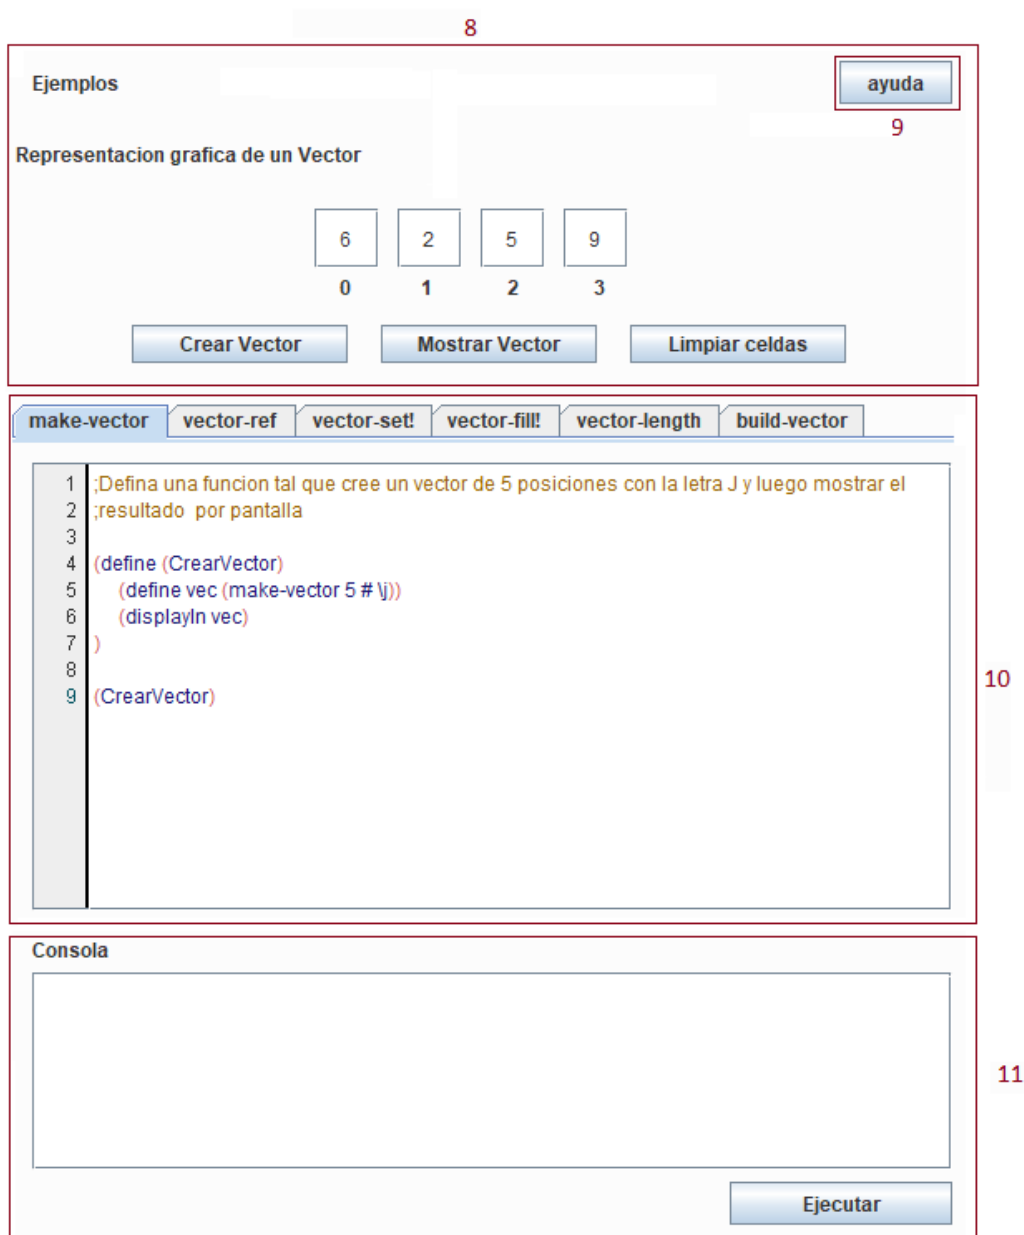 8
Ejemplos
ayuda
9
Representacion grafica de un Vector
6 2 5 9
0 1 2 3
Crear Vector Mostrar Vector Limpiar celdas
make-vector vector-ref vector-set! vector-fill! vector-length build-vector
1 ;Defina una funcion tal que cree un vector de 5 posiciones con la letra J y luego mostrar el
2 ;resultado por pantalla
3
4 (define (CrearVector)
5 (define vec (make-vector 5 # \j))
6 (displayln vec)
7 )
8
9 (CrearVector)
10
Consola
11
Ejecutar